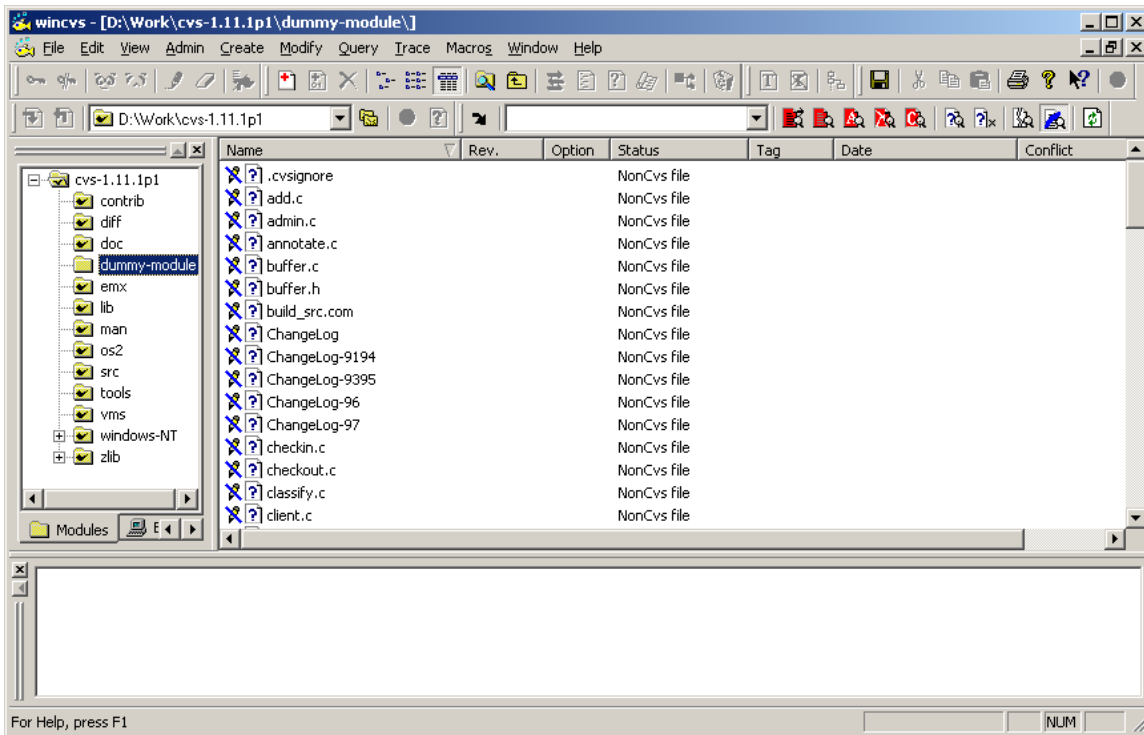 wincvs - [D:\Work\cvs-1.11.1p1\dummy-module\]
File Edit View Admin Create Modify Query Trace Macros Window Help
D:\Work\cvs-1.11.1p1
cvs-1.11.1p1
contrib
diff
doc
dummy-module
emx
lib
man
os2
src
tools
vms
windows-NT
zlib
Modules
Name Rev. Option Status Tag Date Conflict
.cvsignore NonCvs file
add.c NonCvs file
admin.c NonCvs file
annotate.c NonCvs file
buffer.c NonCvs file
buffer.h NonCvs file
build_src.com NonCvs file
ChangeLog NonCvs file
ChangeLog-9194 NonCvs file
ChangeLog-9395 NonCvs file
ChangeLog-96 NonCvs file
ChangeLog-97 NonCvs file
checkin.c NonCvs file
checkout.c NonCvs file
classify.c NonCvs file
client.c NonCvs file
For Help, press F1
NUM